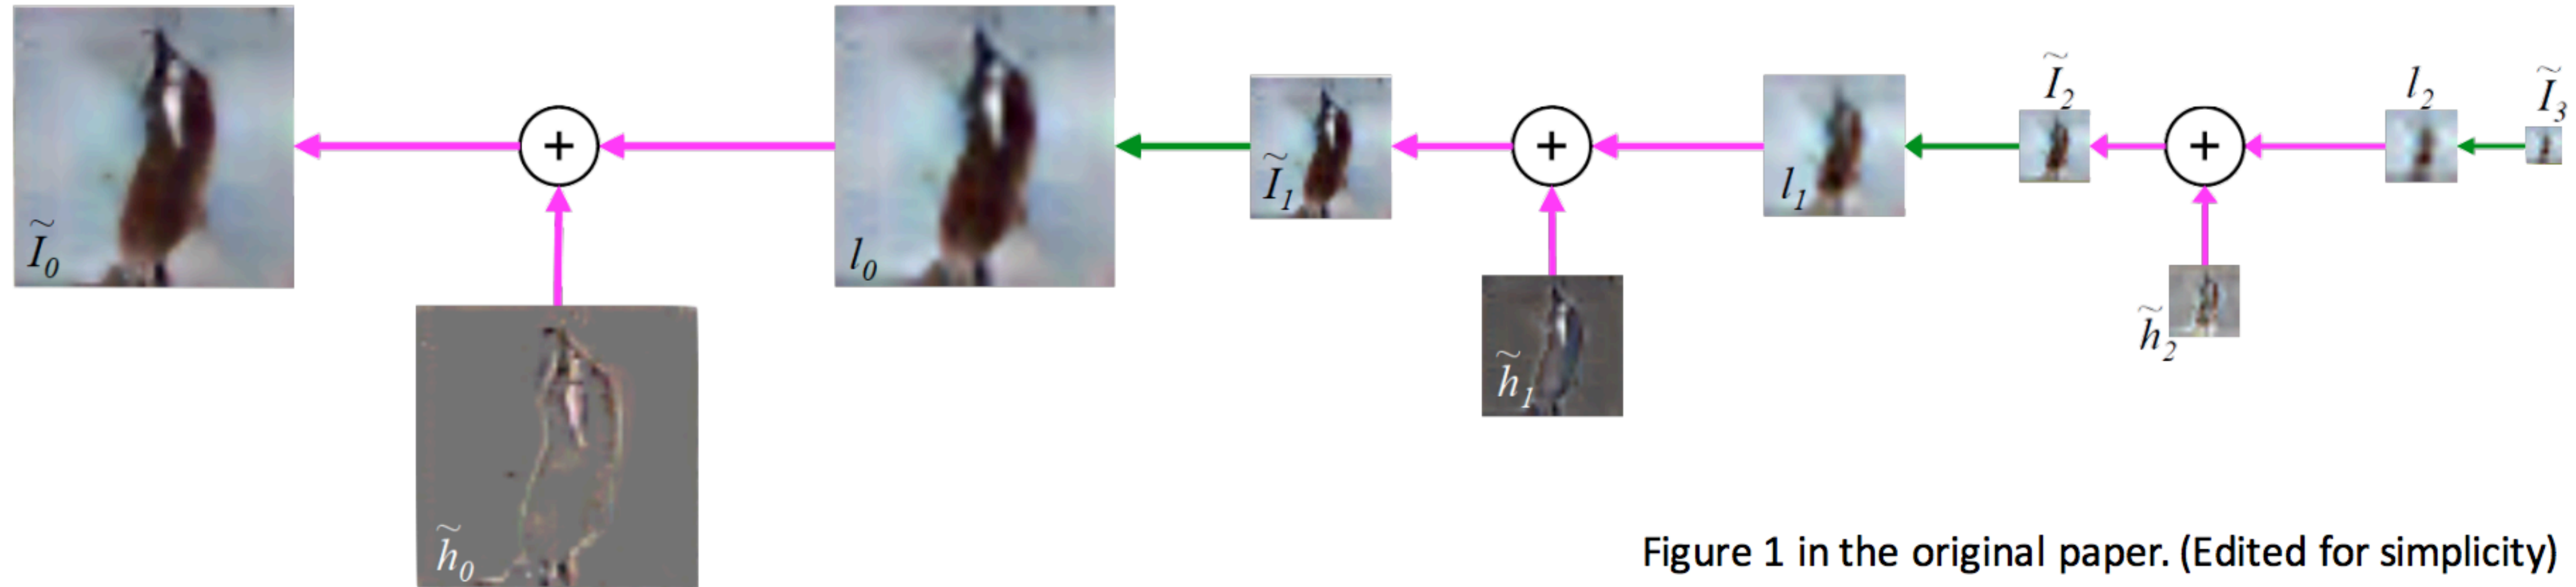 Ĩ₀
+
l₀
Ĩ₁
+
l₁
Ĩ₂
+
l₂
Ĩ₃
h̃₀
h̃₁
h̃₂
Figure 1 in the original paper. (Edited for simplicity)